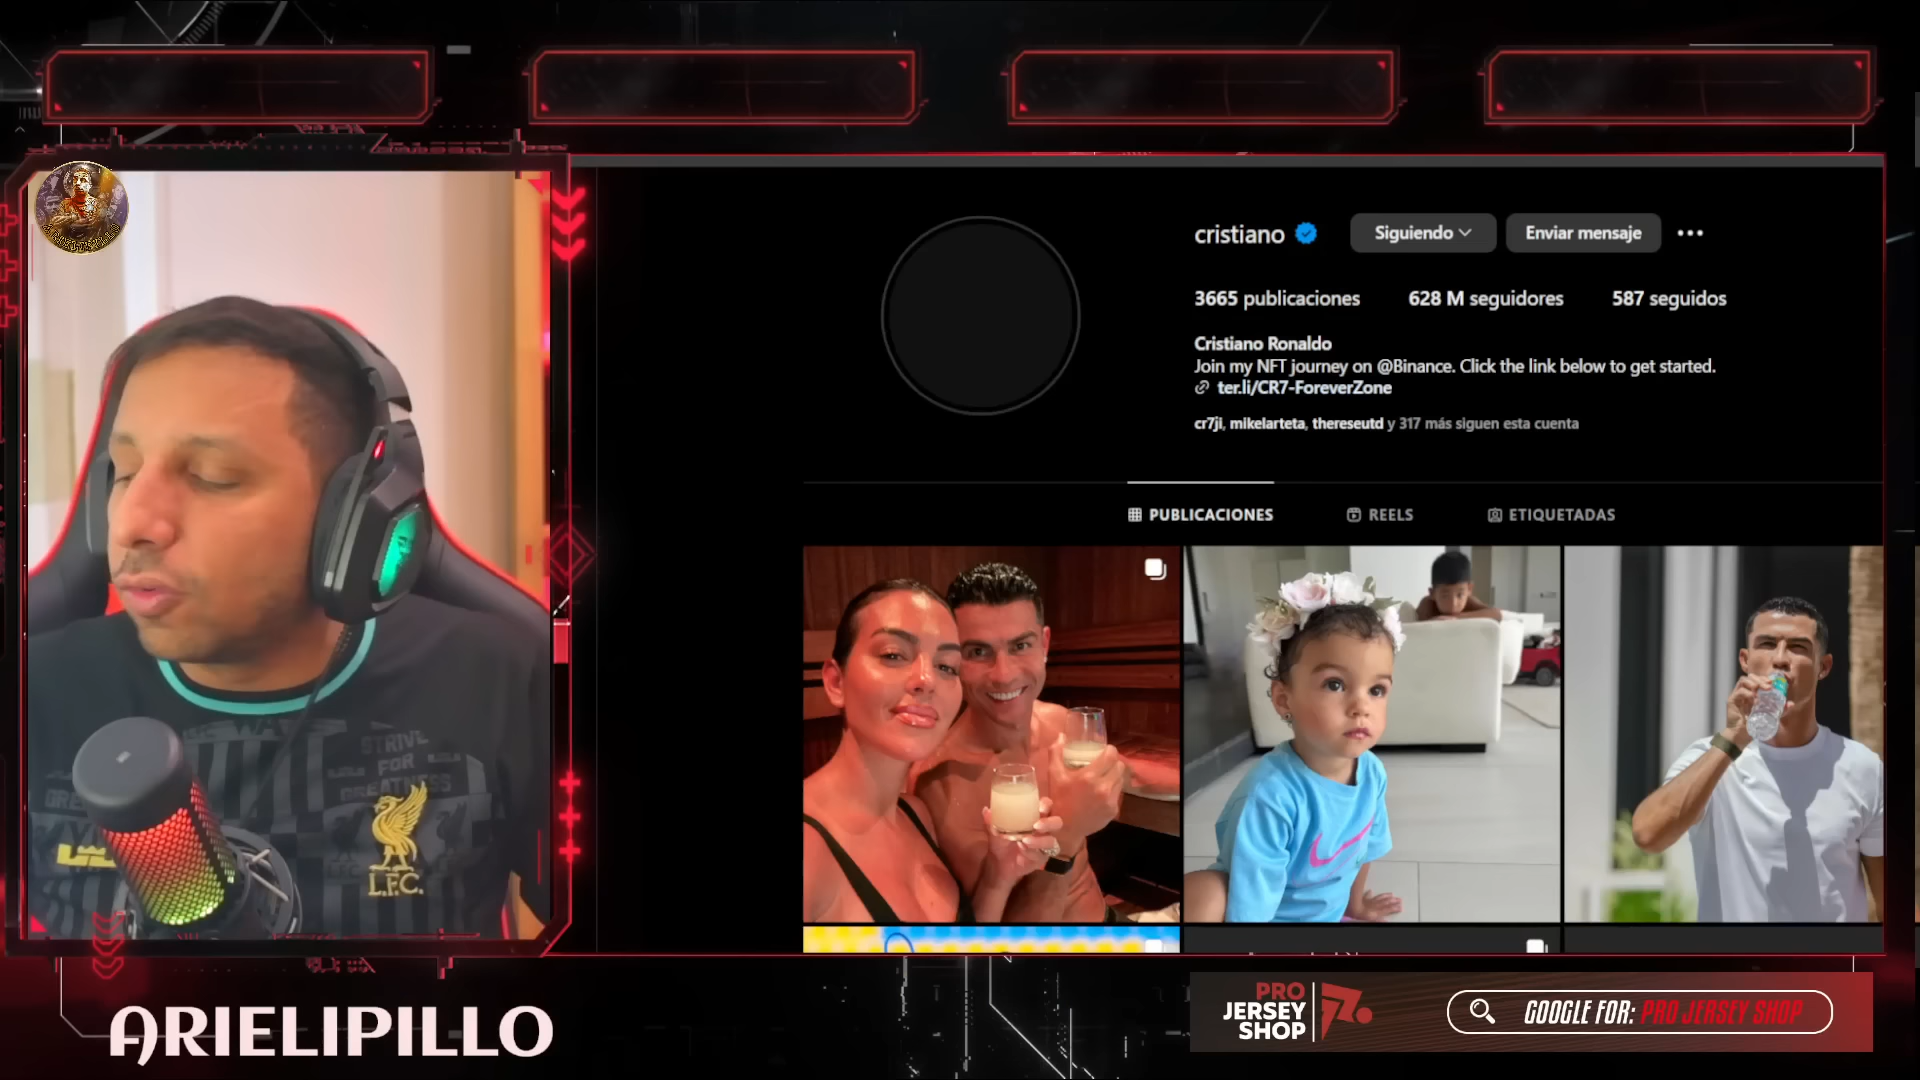 cristiano
Siguiendo
Enviar mensaje
3665 publicaciones
628 M seguidores
587 seguidos
Cristiano Ronaldo
Join my NFT journey on @Binance. Click the link below to get started.
ter.li/CR7-ForeverZone
cr7ji, mikelarteta, thereseutd y 317 más siguen esta cuenta
PUBLICACIONES
REELS
ETIQUETADAS
STRIVE
FOR
GREATNESS
L.F.C.
ARIELIPILLO
PRO
JERSEY
SHOP
GOOGLE FOR: PRO JERSEY SHOP